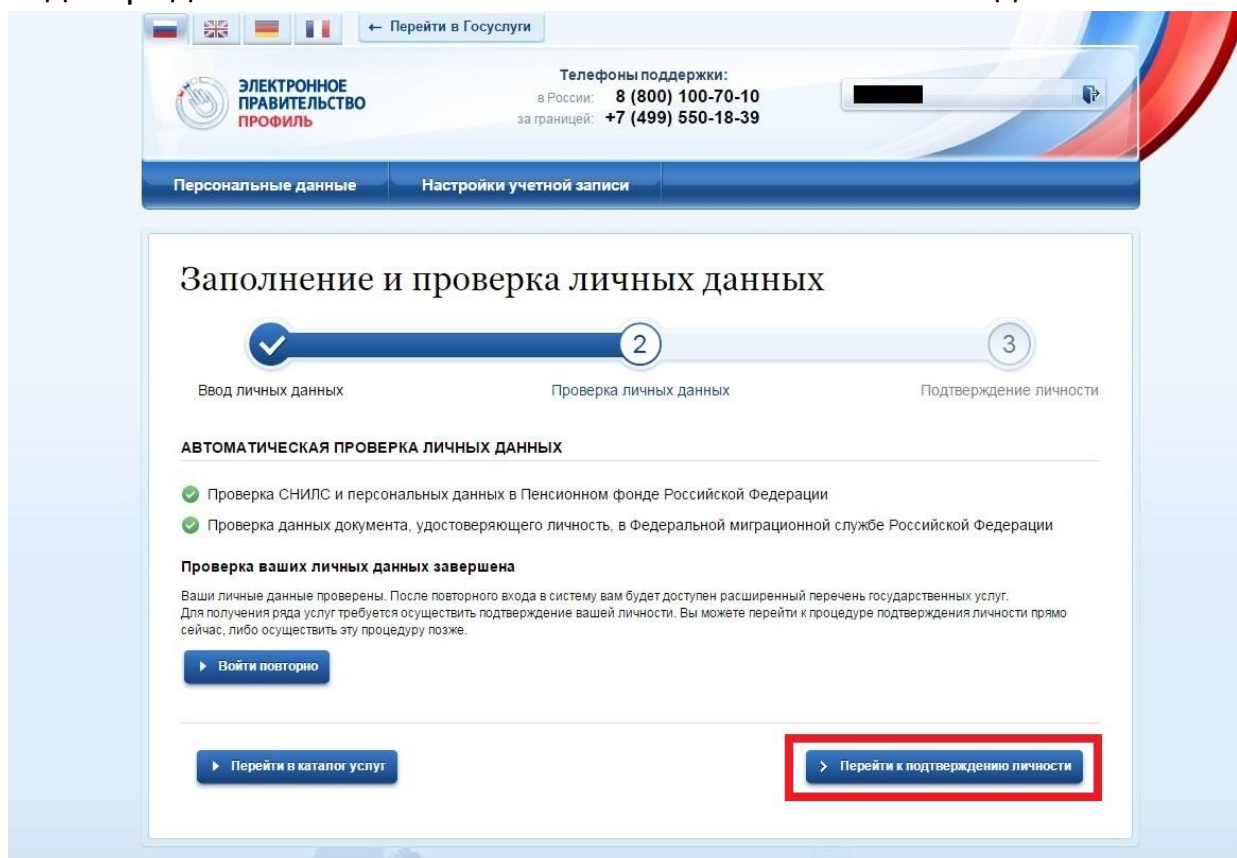 ← Перейти в Госуслуги
ЭЛЕКТРОННОЕ
ПРАВИТЕЛЬСТВО
ПРОФИЛЬ
Телефоны поддержки:
в России: 8 (800) 100-70-10
за границей: +7 (499) 550-18-39
Персональные данные Настройки учетной записи
Заполнение и проверка личных данных
2 3
Ввод личных данных Проверка личных данных Подтверждение личности
АВТОМАТИЧЕСКАЯ ПРОВЕРКА ЛИЧНЫХ ДАННЫХ
Проверка СНИЛС и персональных данных в Пенсионном фонде Российской Федерации
Проверка данных документа, удостоверяющего личность, в Федеральной миграционной службе Российской Федерации
Проверка ваших личных данных завершена
Ваши личные данные проверены. После повторного входа в систему вам будет доступен расширенный перечень государственных услуг.
Для получения ряда услуг требуется осуществить подтверждение вашей личности. Вы можете перейти к процедуре подтверждения личности прямо
сейчас, либо осуществить эту процедуру позже.
Войти повторно
Перейти в каталог услуг Перейти к подтверждению личности